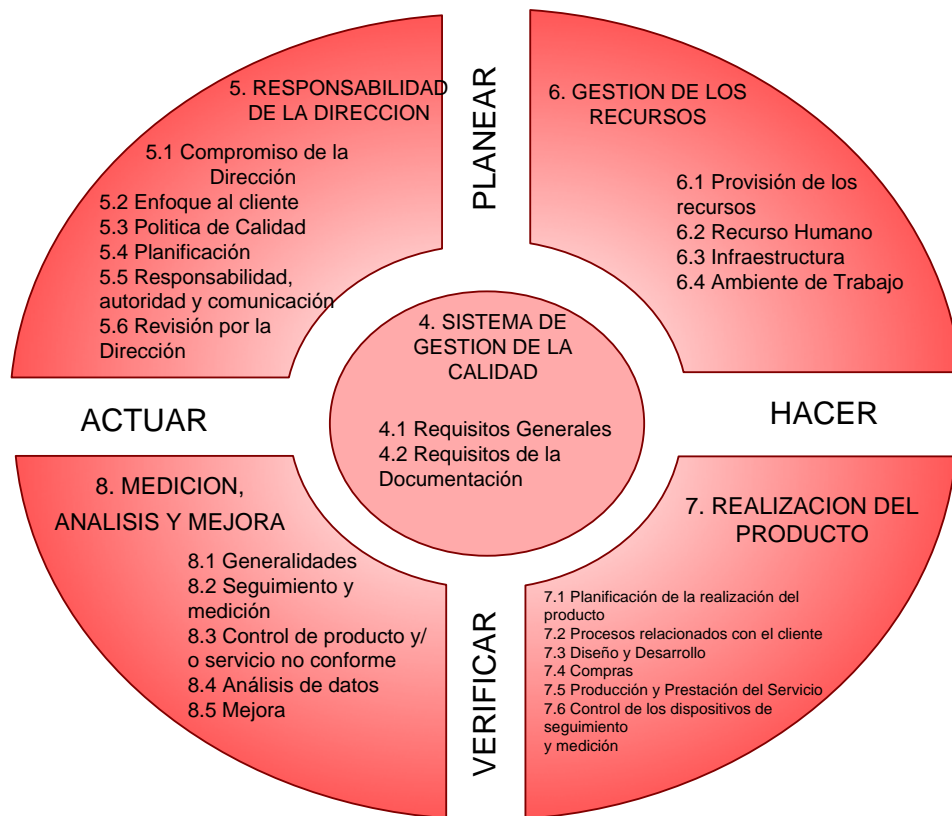 5. RESPONSABILIDAD
DE LA DIRECCION
5.1 Compromiso de la
Dirección
5.2 Enfoque al cliente
5.3 Politica de Calidad
5.4 Planificación
5.5 Responsabilidad,
autoridad y comunicación
5.6 Revisión por la
Dirección
PLANEAR
6. GESTION DE LOS
RECURSOS
6.1 Provisión de los
recursos
6.2 Recurso Humano
6.3 Infraestructura
6.4 Ambiente de Trabajo
4. SISTEMA DE
GESTION DE LA
CALIDAD
4.1 Requisitos Generales
4.2 Requisitos de la
Documentación
ACTUAR
HACER
8. MEDICION,
ANALISIS Y MEJORA
8.1 Generalidades
8.2 Seguimiento y
medición
8.3 Control de producto y/
o servicio no conforme
8.4 Análisis de datos
8.5 Mejora
VERIFICAR
7. REALIZACION DEL
PRODUCTO
7.1 Planificación de la realización del
producto
7.2 Procesos relacionados con el cliente
7.3 Diseño y Desarrollo
7.4 Compras
7.5 Producción y Prestación del Servicio
7.6 Control de los dispositivos de
seguimiento
y medición